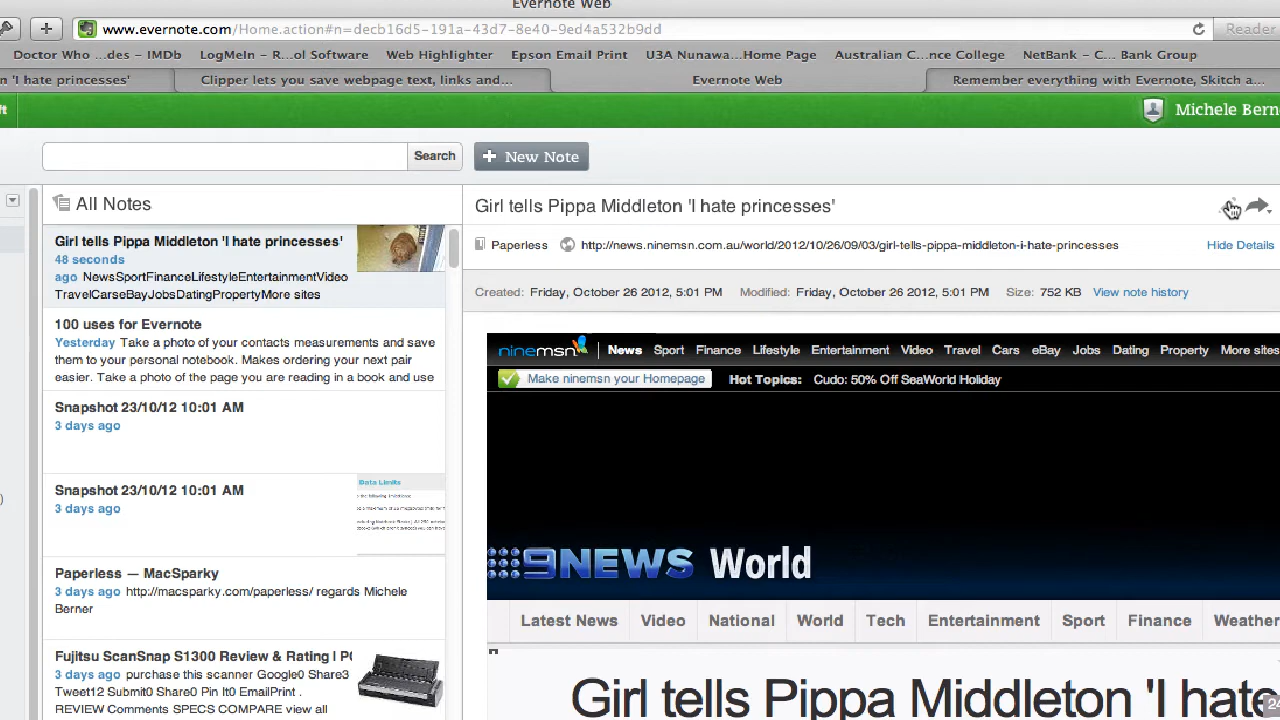 Evernote Web
www.evernote.com/Home.action#n=decb16d5-191a-43d7-8e40-9ed4a532b9dd
Reader
Doctor Who ...des – IMDb LogMeIn – R...ol Software Web Highlighter Epson Email Print U3A Nunawa...Home Page Australian C...nce College NetBank – C... Bank Group
'I hate princesses' Clipper lets you save webpage text, links and... Evernote Web Remember everything with Evernote, Skitch a...
Michele Bern
Search
+ New Note
All Notes
Girl tells Pippa Middleton 'I hate princesses'
48 seconds
ago NewsSportFinanceLifestyleEntertainmentVideo
TravelCarseBayJobsDatingPropertyMore sites
100 uses for Evernote
Yesterday Take a photo of your contacts measurements and save
them to your personal notebook. Makes ordering your next pair
easier. Take a photo of the page you are reading in a book and use
Snapshot 23/10/12 10:01 AM
3 days ago
Snapshot 23/10/12 10:01 AM
3 days ago
Data Limits
Paperless — MacSparky
3 days ago http://macsparky.com/paperless/ regards Michele
Berner
Fujitsu ScanSnap S1300 Review & Rating | PC
3 days ago purchase this scanner Google0 Share3
Tweet12 Submit0 Share0 Pin It0 EmailPrint .
REVIEW Comments SPECS COMPARE view all
Girl tells Pippa Middleton 'I hate princesses'
Paperless http://news.ninemsn.com.au/world/2012/10/26/09/03/girl-tells-pippa-middleton-i-hate-princesses
Hide Details
Created: Friday, October 26 2012, 5:01 PM Modified: Friday, October 26 2012, 5:01 PM Size: 752 KB View note history
ninemsn News Sport Finance Lifestyle Entertainment Video Travel Cars eBay Jobs Dating Property More sites
Make ninemsn your Homepage Hot Topics: Cudo: 50% Off SeaWorld Holiday
9NEWS World
Latest News Video National World Tech Entertainment Sport Finance Weather
Girl tells Pippa Middleton 'I hate